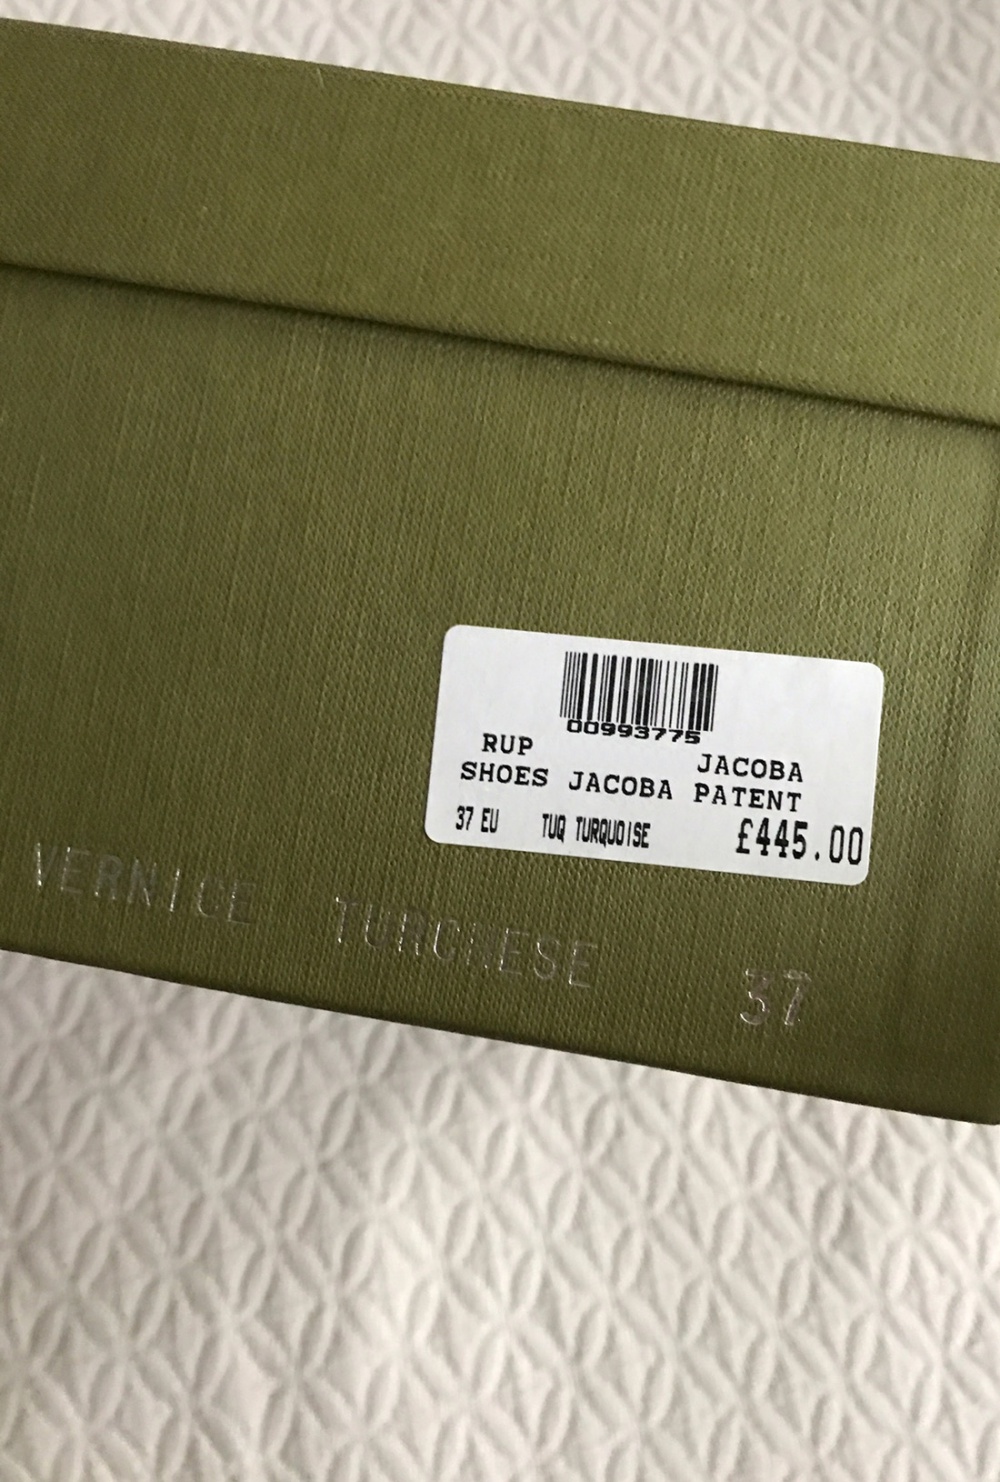 00993775
RUP JACOBA
SHOES JACOBA PATENT
37 EU TUQ TURQUOISE £445.00
VERNICE TURCHESE 37